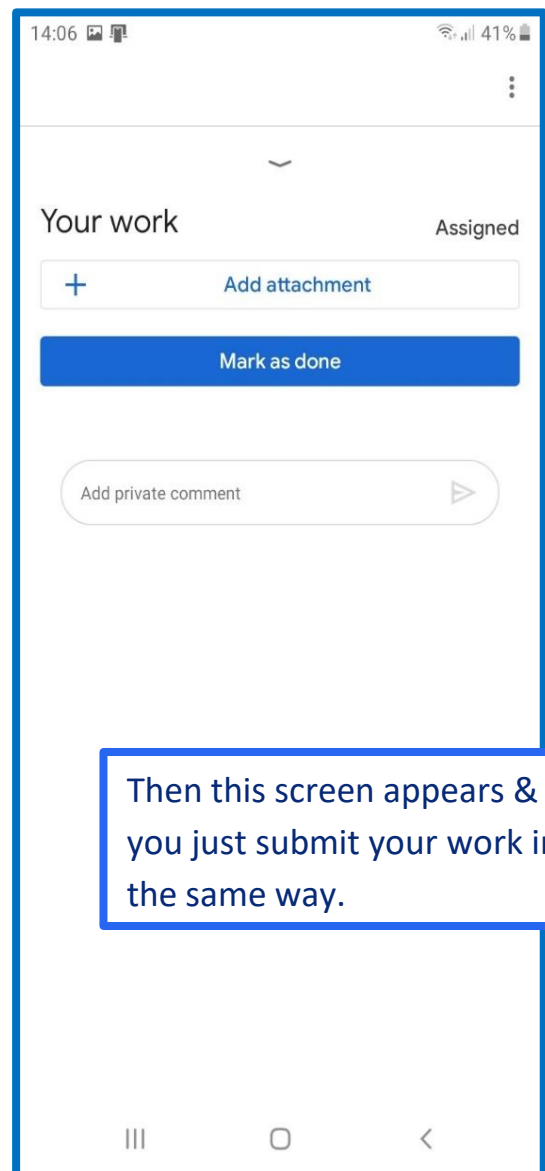 14:06 41%
Your work Assigned
+ Add attachment
Mark as done
Add private comment
Then this screen appears &
you just submit your work
the same way.